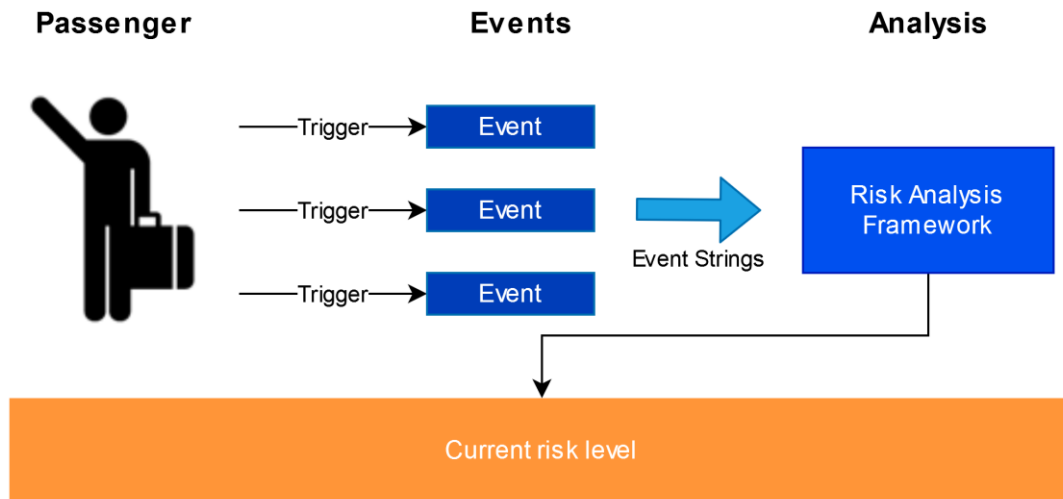 Passenger
Events
Analysis
Trigger
Event
Trigger
Event
Trigger
Event
Event Strings
Risk Analysis
Framework
Current risk level